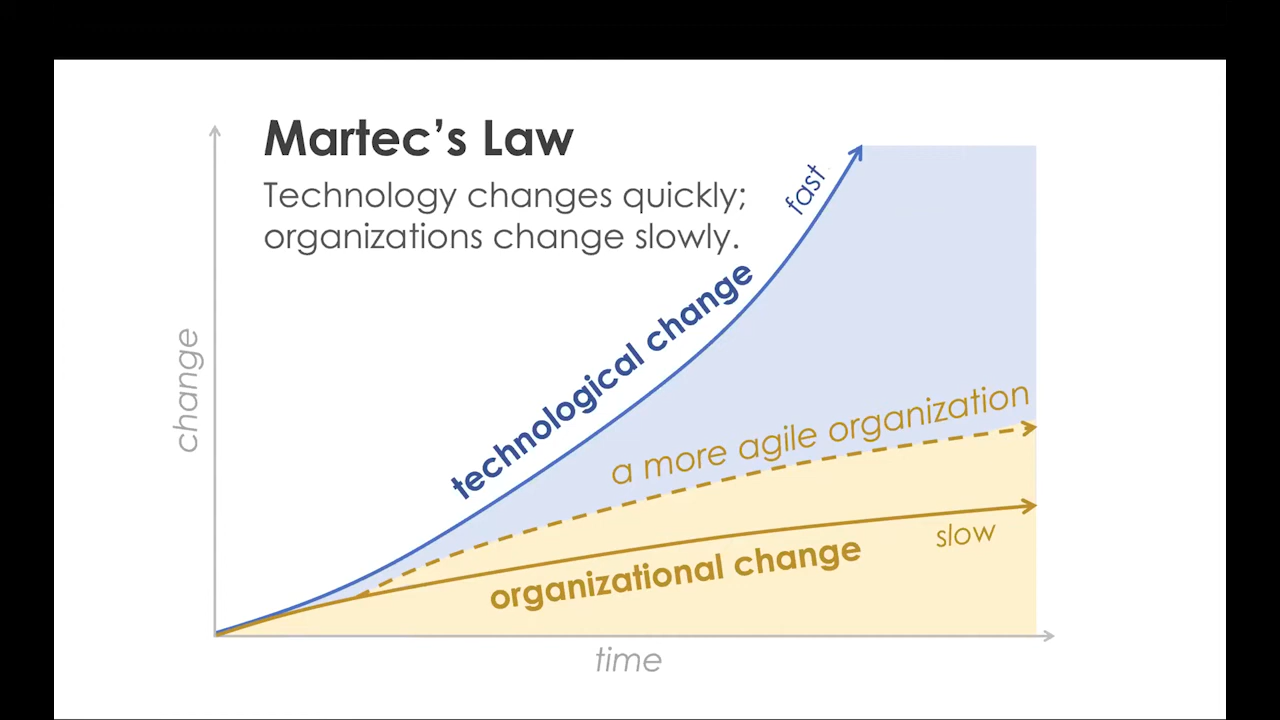 Martec's Law
Technology changes quickly;
organizations change slowly.
fast
technological change
change
a more agile organization
slow
organizational change
time